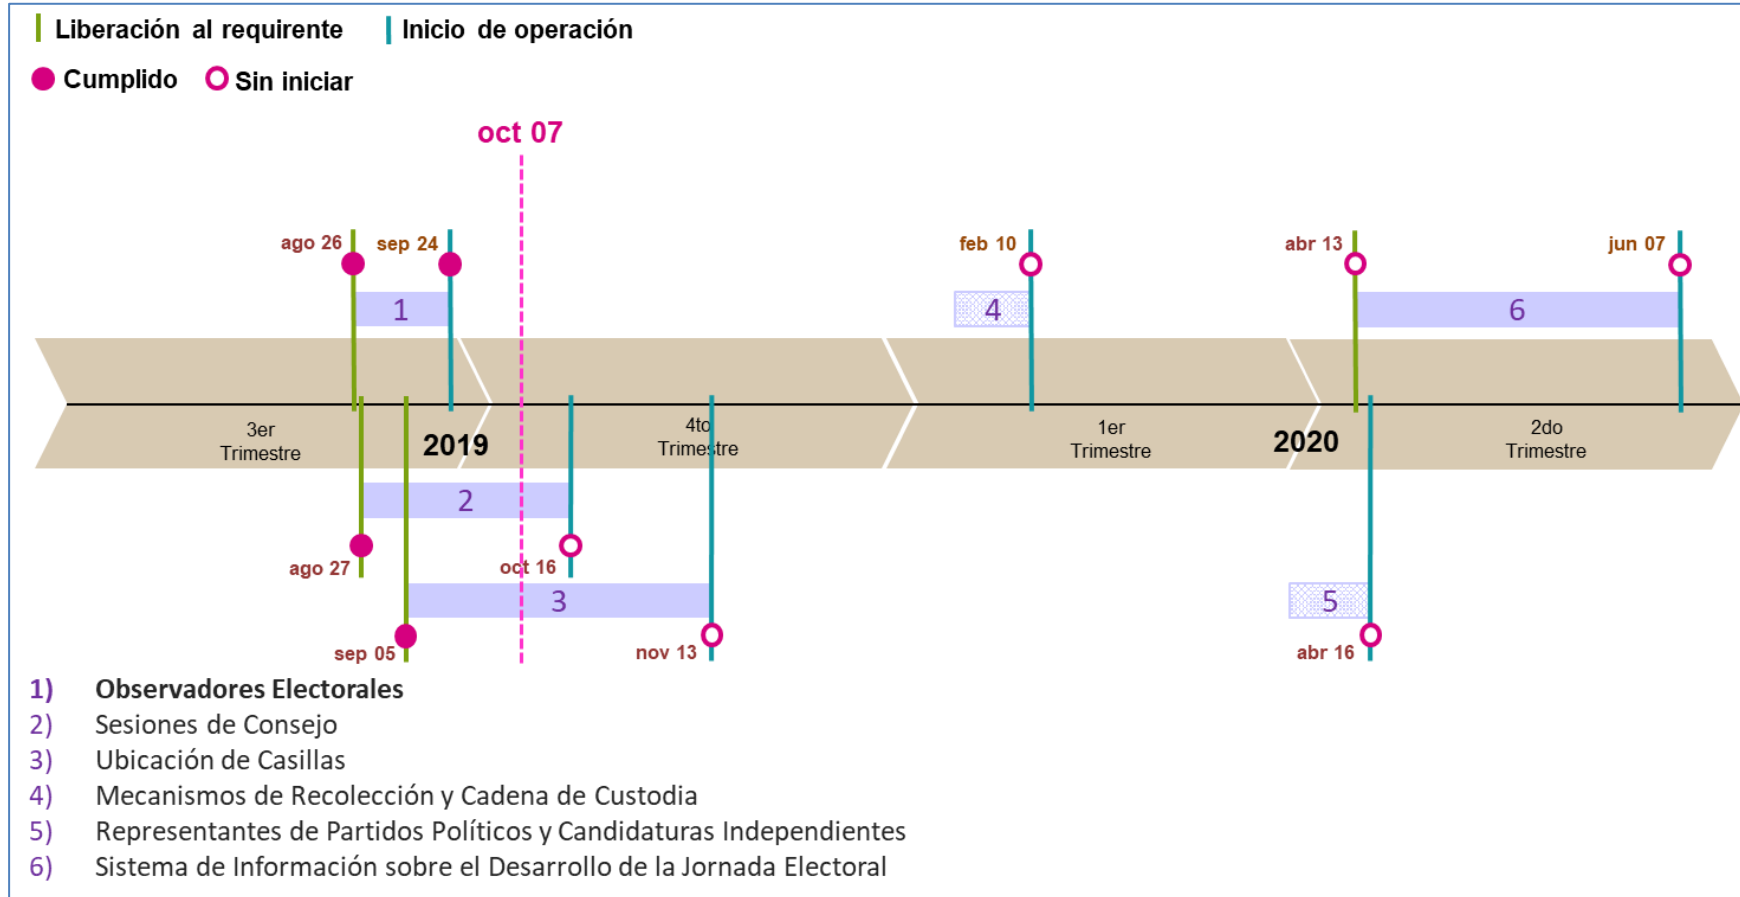 Liberación al requirente Inicio de operación
Cumplido Sin iniciar
oct 07
ago 26 sep 24 feb 10 abr 13 jun 07
1 4 6
3er
Trimestre
2019
4to
Trimestre
1er
Trimestre
2020
2do
Trimestre
2
ago 27 oct 16
3 5
sep 05 nov 13 abr 16
1) Observadores Electorales
2) Sesiones de Consejo
3) Ubicación de Casillas
4) Mecanismos de Recolección y Cadena de Custodia
5) Representantes de Partidos Políticos y Candidaturas Independientes
6) Sistema de Información sobre el Desarrollo de la Jornada Electoral